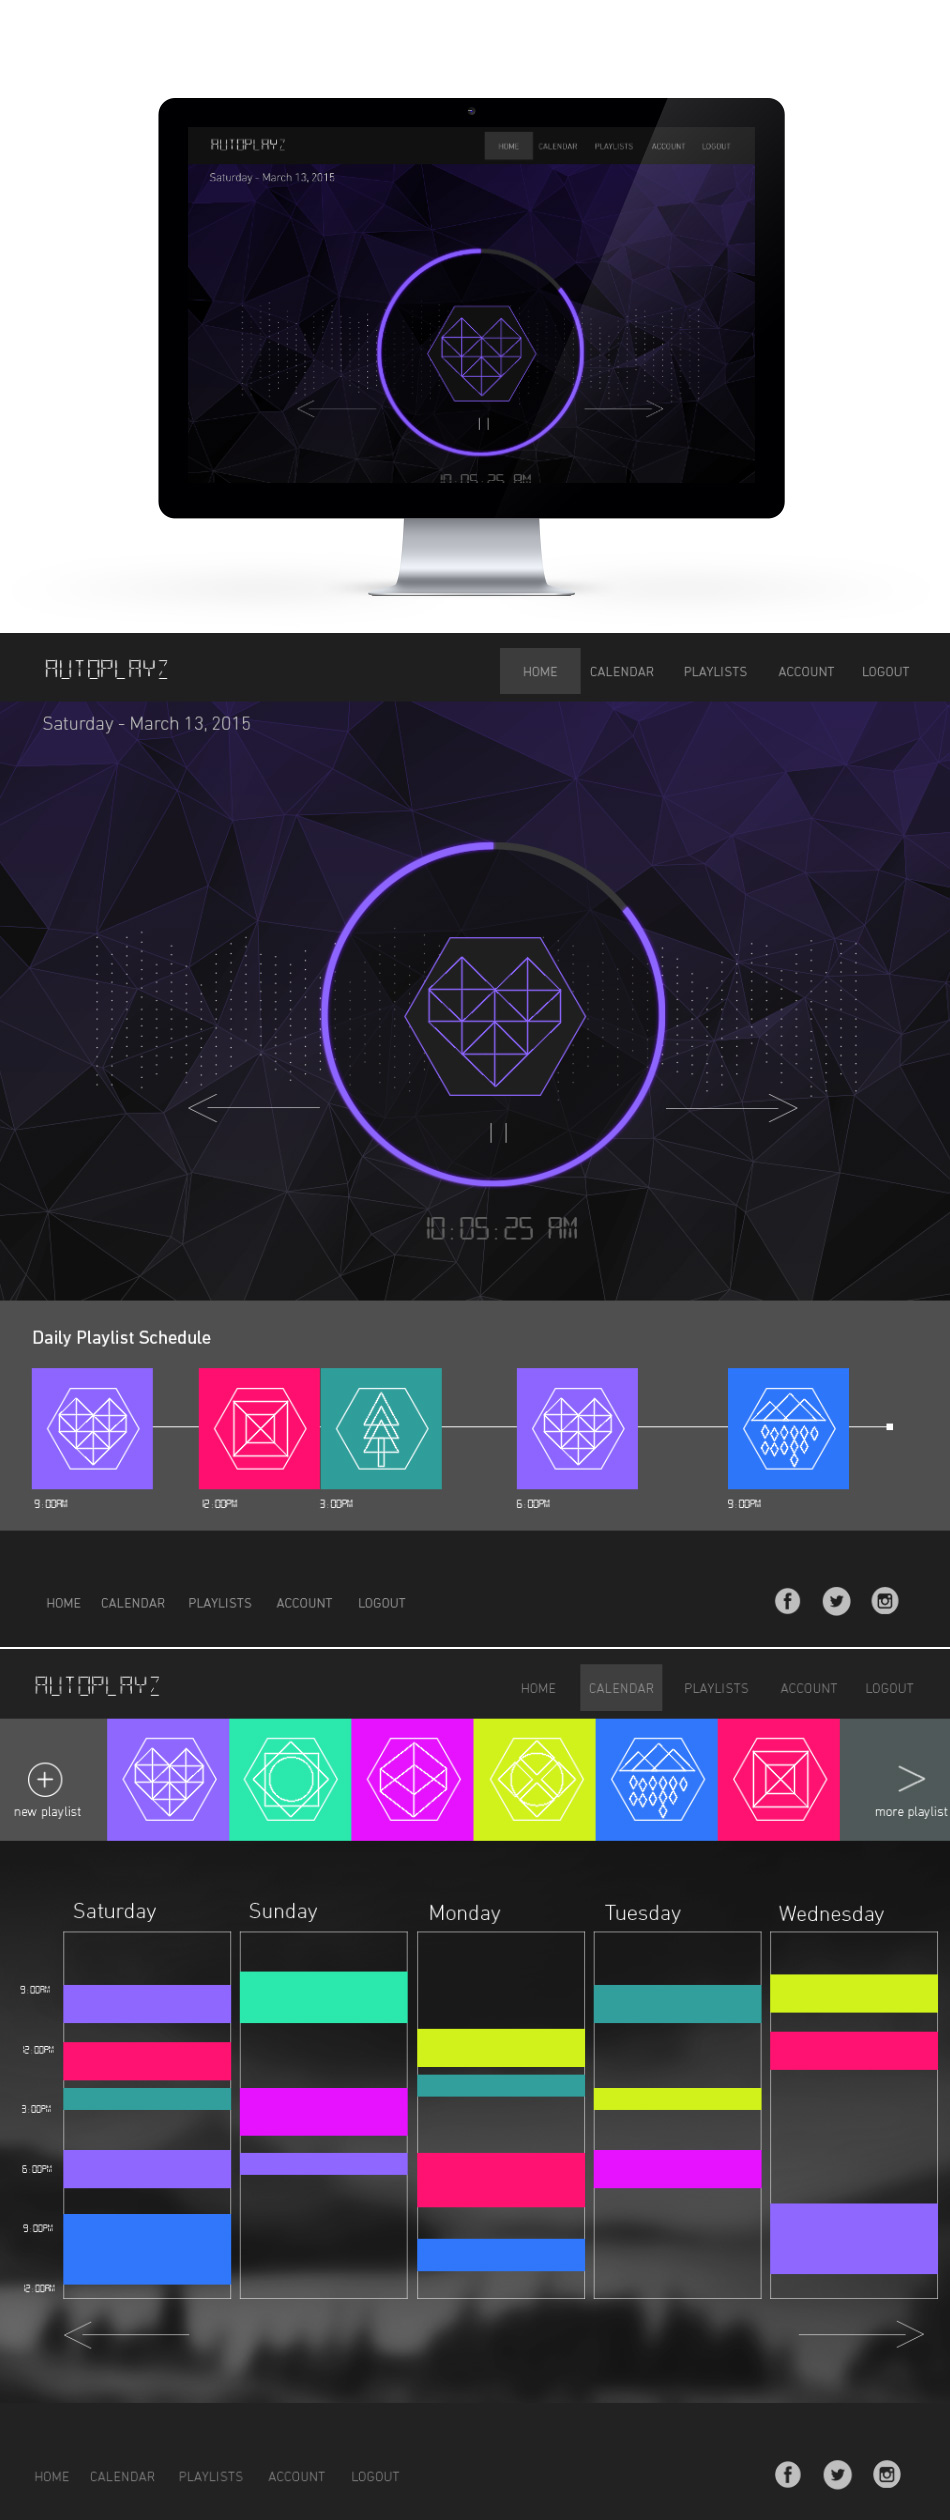 AUTOPLAYZ
HOME CALENDAR PLAYLISTS ACCOUNT LOGOUT
Saturday - March 13, 2015
10:05:25 AM
AUTOPLAYZ
HOME CALENDAR PLAYLISTS ACCOUNT LOGOUT
Saturday - March 13, 2015
10:05:25 AM
Daily Playlist Schedule
9:00AM 12:00PM 3:00PM 6:00PM 9:00PM
HOME CALENDAR PLAYLISTS ACCOUNT LOGOUT
AUTOPLAYZ
HOME CALENDAR PLAYLISTS ACCOUNT LOGOUT
new playlist
more playlist
Saturday Sunday Monday Tuesday Wednesday
9:00AM
12:00PM
3:00PM
6:00PM
9:00PM
12:00AM
HOME CALENDAR PLAYLISTS ACCOUNT LOGOUT